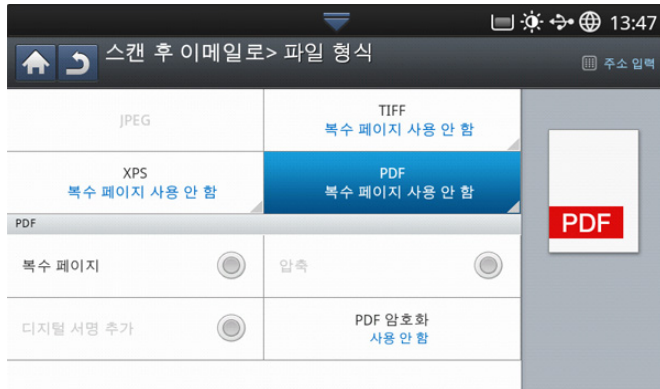 13:47
스캔 후 이메일로> 파일 형식
주소 입력
JPEG
TIFF
복수 페이지 사용 안 함
XPS
복수 페이지 사용 안 함
PDF
복수 페이지 사용 안 함
PDF
PDF
복수 페이지
압축
디지털 서명 추가
PDF 암호화
사용 안 함